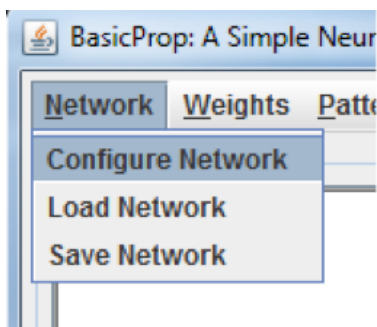 BasicProp: A Simple Neur
Network Weights Patte
Configure Network
Load Network
Save Network